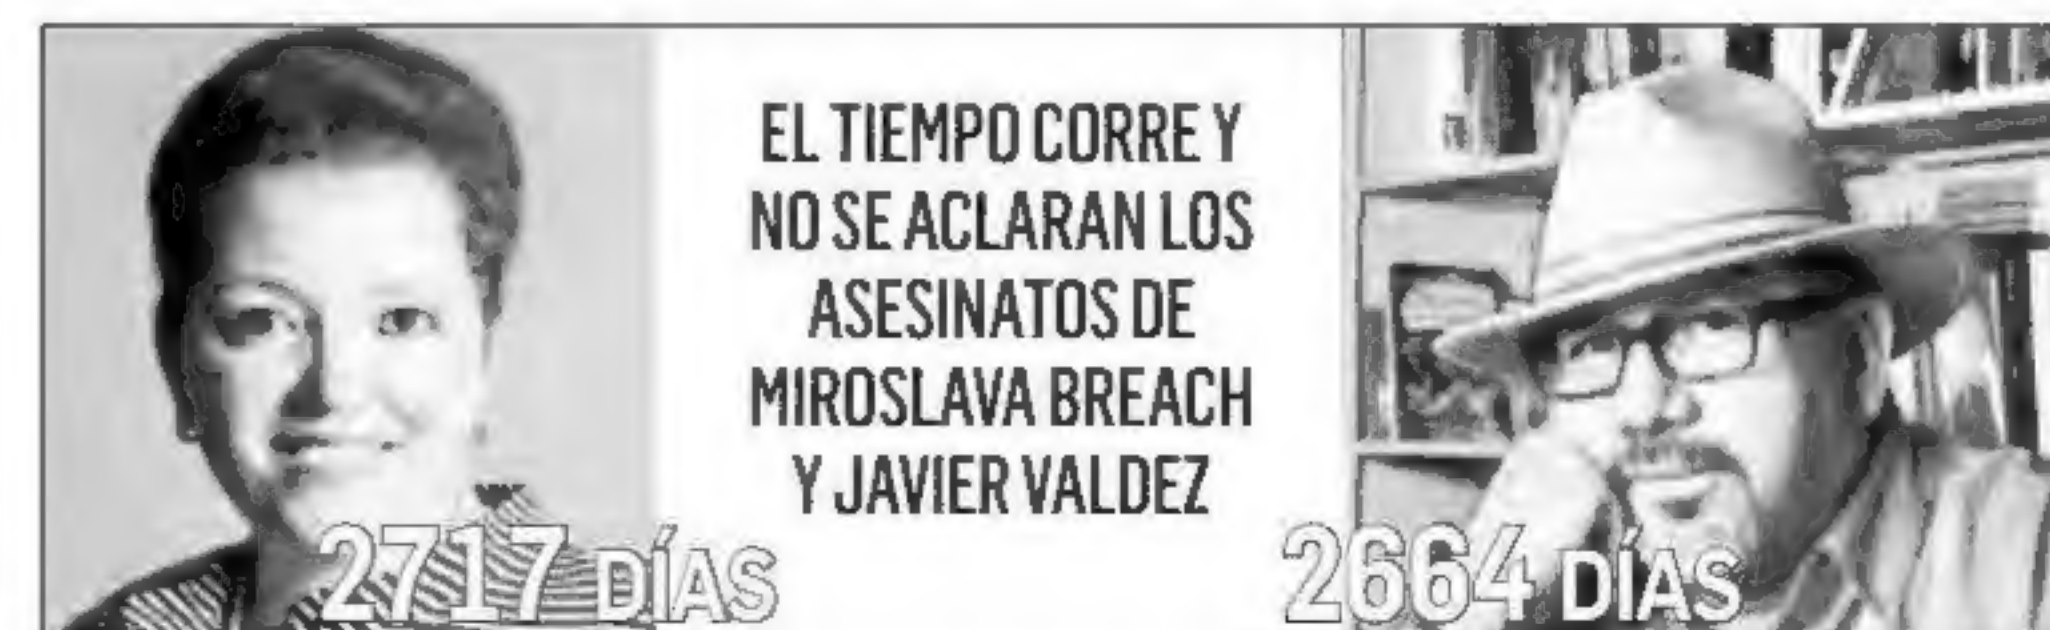 EL TIEMPO CORRE Y
NO SE ACLARAN LOS
ASESINATOS DE
MIROSLAVA BREACH
Y JAVIER VALDEZ
2717 DÍAS
2664 DÍAS